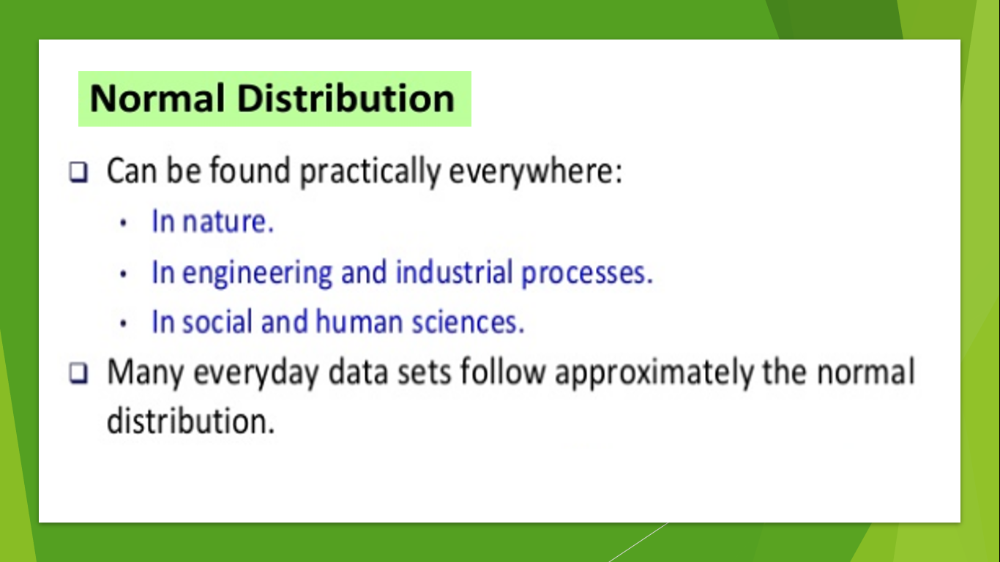 Normal Distribution
❑ Can be found practically everywhere:
• In nature.
• In engineering and industrial processes.
• In social and human sciences.
❑ Many everyday data sets follow approximately the normal
distribution.